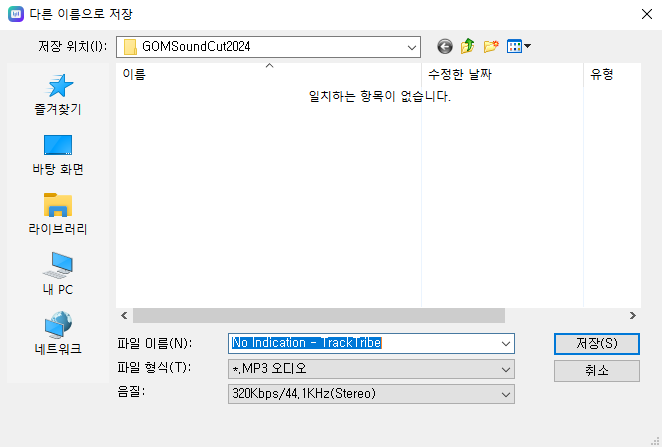 다른 이름으로 저장
저장 위치(I): GOMSoundCut2024
이름 수정한 날짜 유형
일치하는 항목이 없습니다.
즐겨찾기
바탕 화면
라이브러리
내 PC
네트워크
파일 이름(N): No Indication - TrackTribe 저장(S)
파일 형식(T): *.MP3 오디오 취소
음질: 320Kbps/44.1KHz(Stereo)